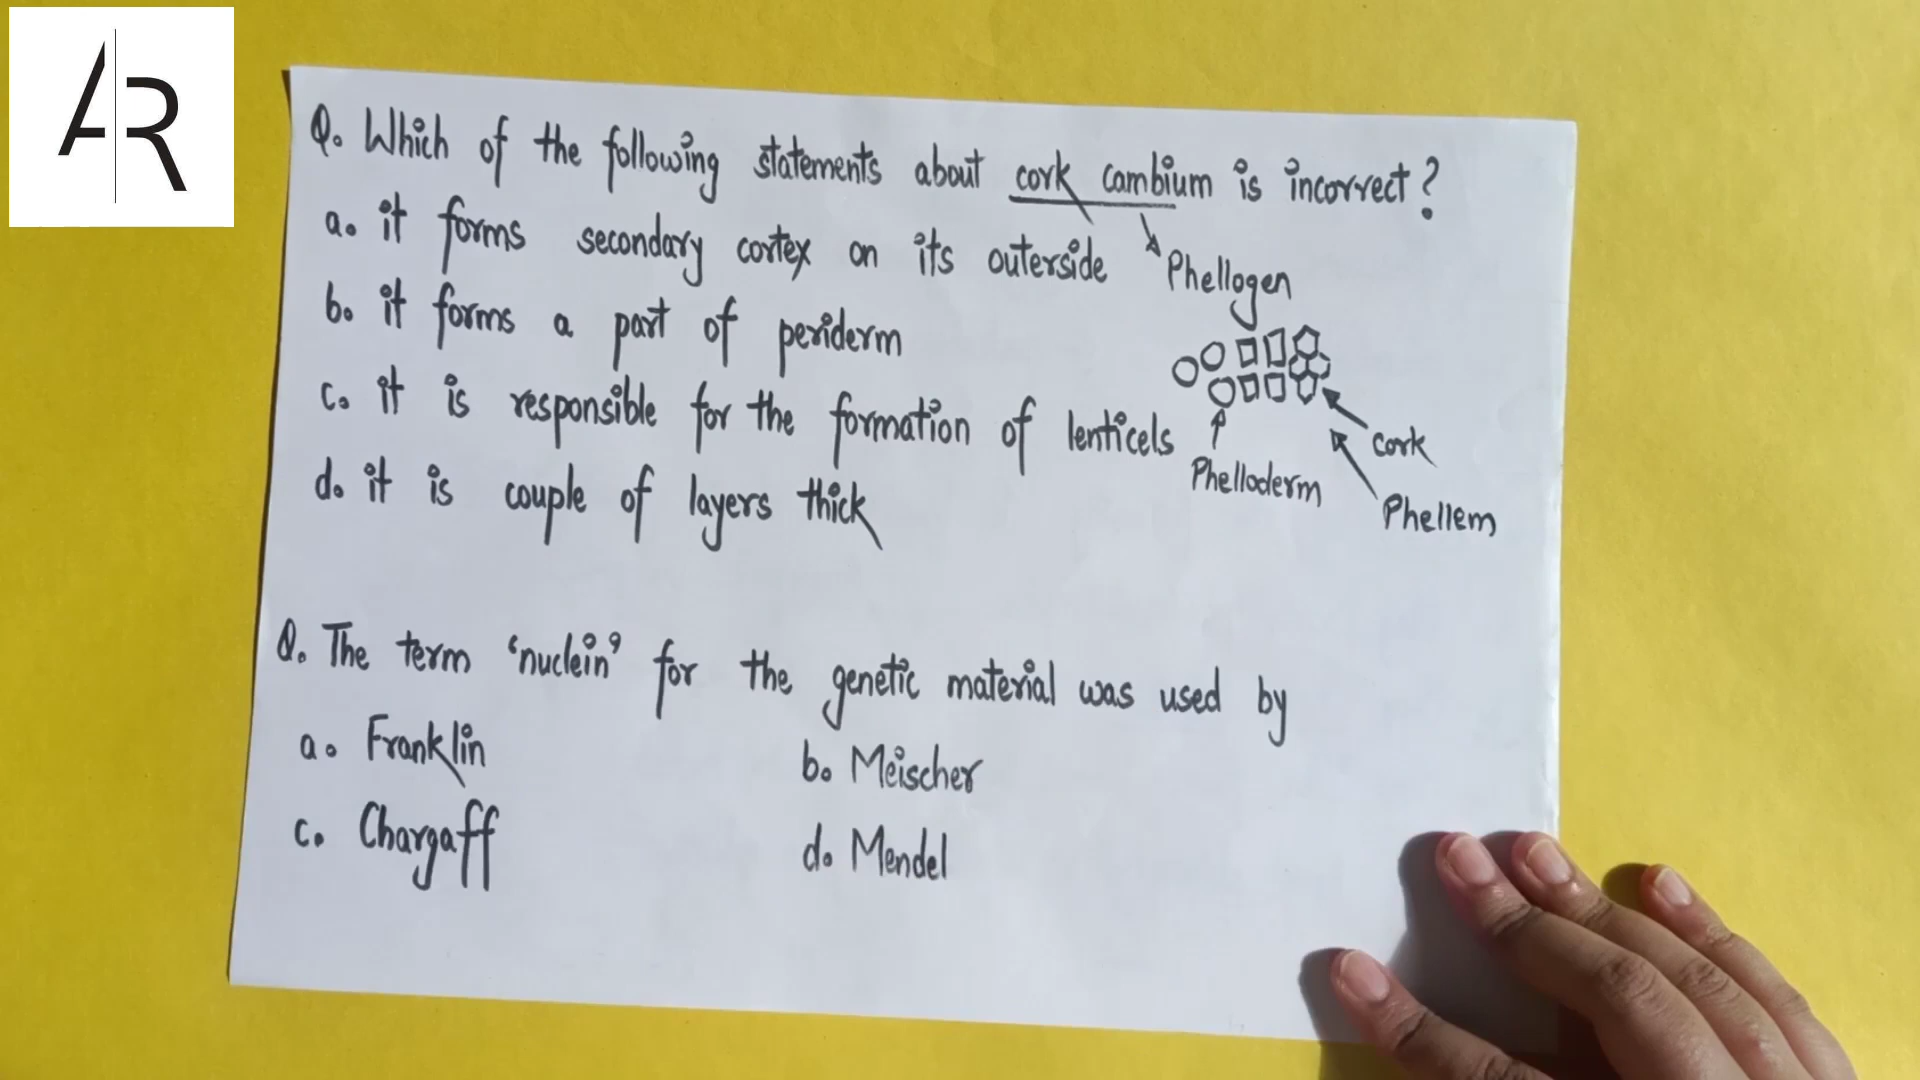 AR
Q. Which of the following statements about cork cambium is incorrect?
a. it forms secondary cortex on its outerside
Phellogen
b. it forms a part of periderm
c. it is responsible for the formation of lenticels
cork
Phelloderm
d. it is couple of layers thick
Phellem
Q. The term 'nuclein' for the genetic material was used by
a. Franklin b. Meischer
c. Chargaff d. Mendel